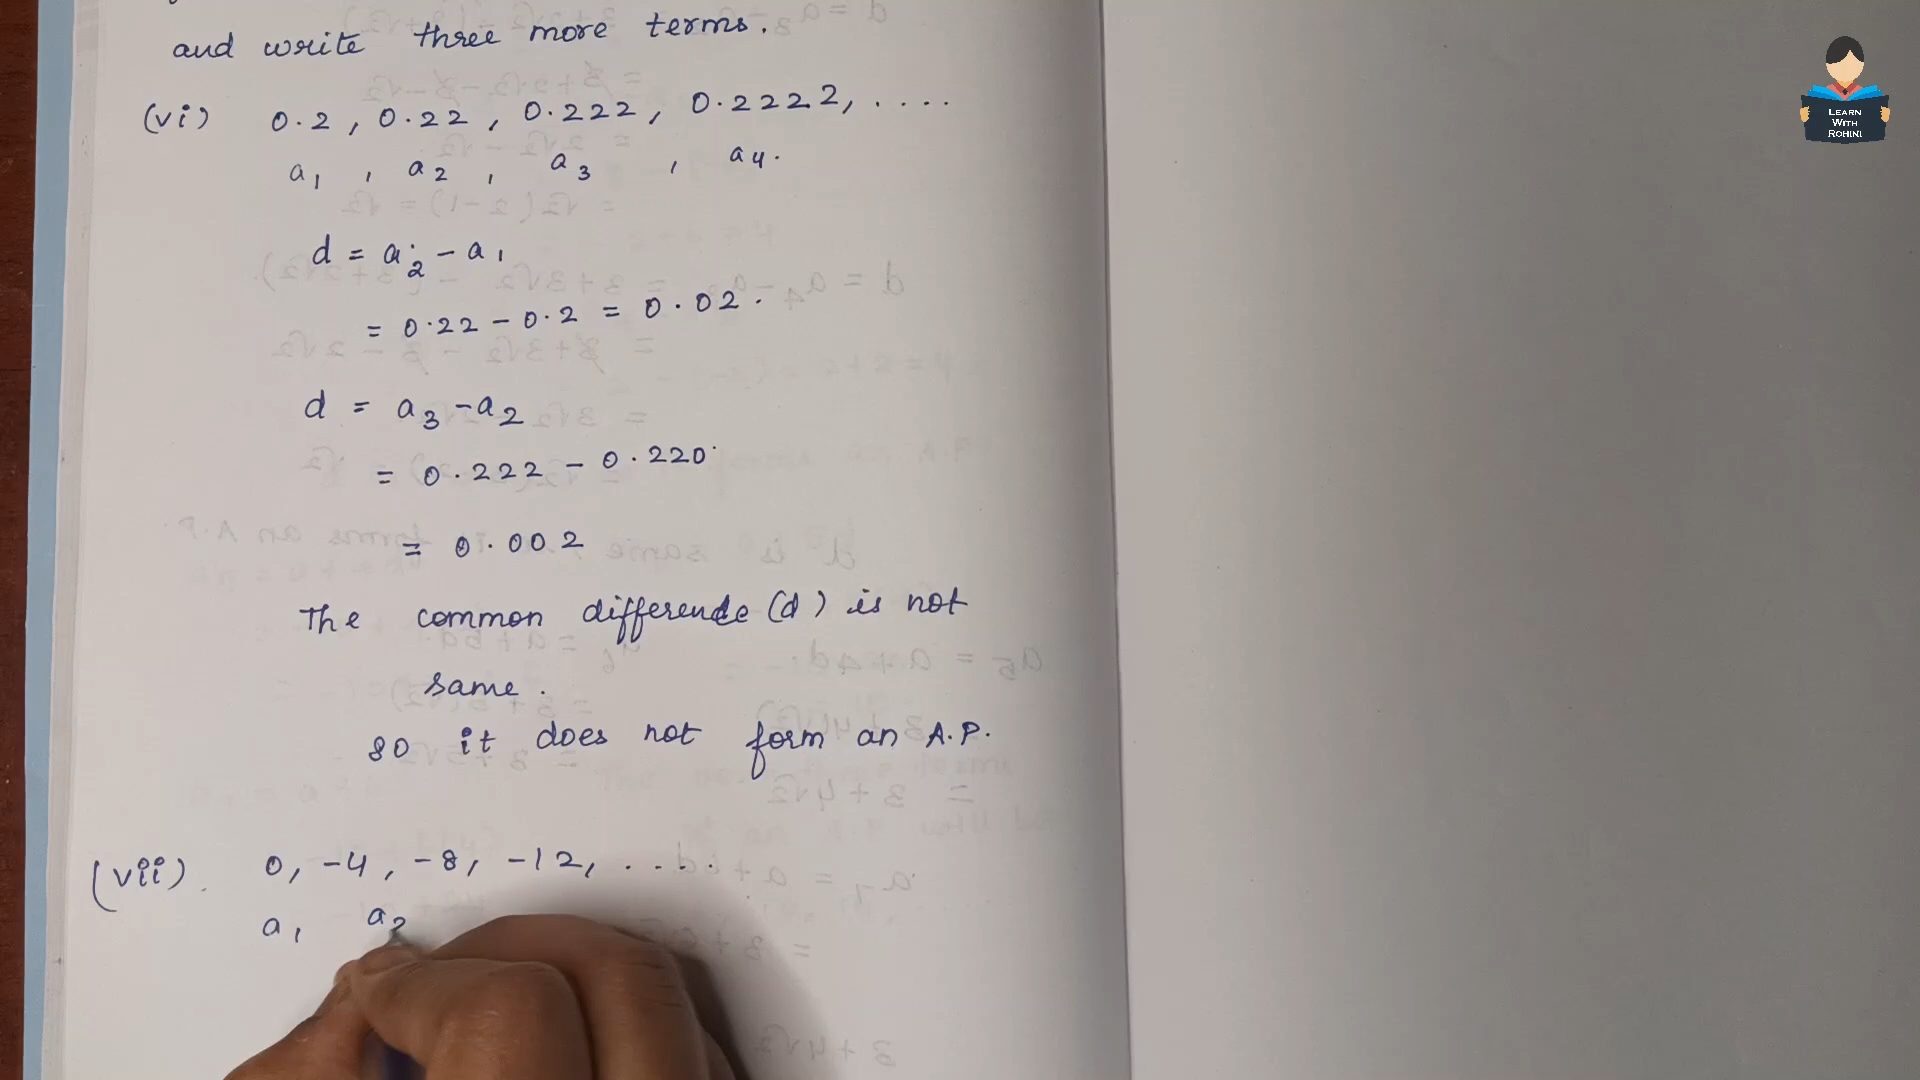 and write three more terms.
(vi) 0.2, 0.22, 0.222, 0.2222, ....
a1, a2, a3, a4.
d = a2 - a1
= 0.22 - 0.2 = 0.02.
d = a3 - a2
= 0.222 - 0.220
= 0.002
The common difference (d) is not
same.
so it does not form an A.P.
(vii). 0, -4, -8, -12, ....
a1 a2
LEARN
WITH
ROHINI